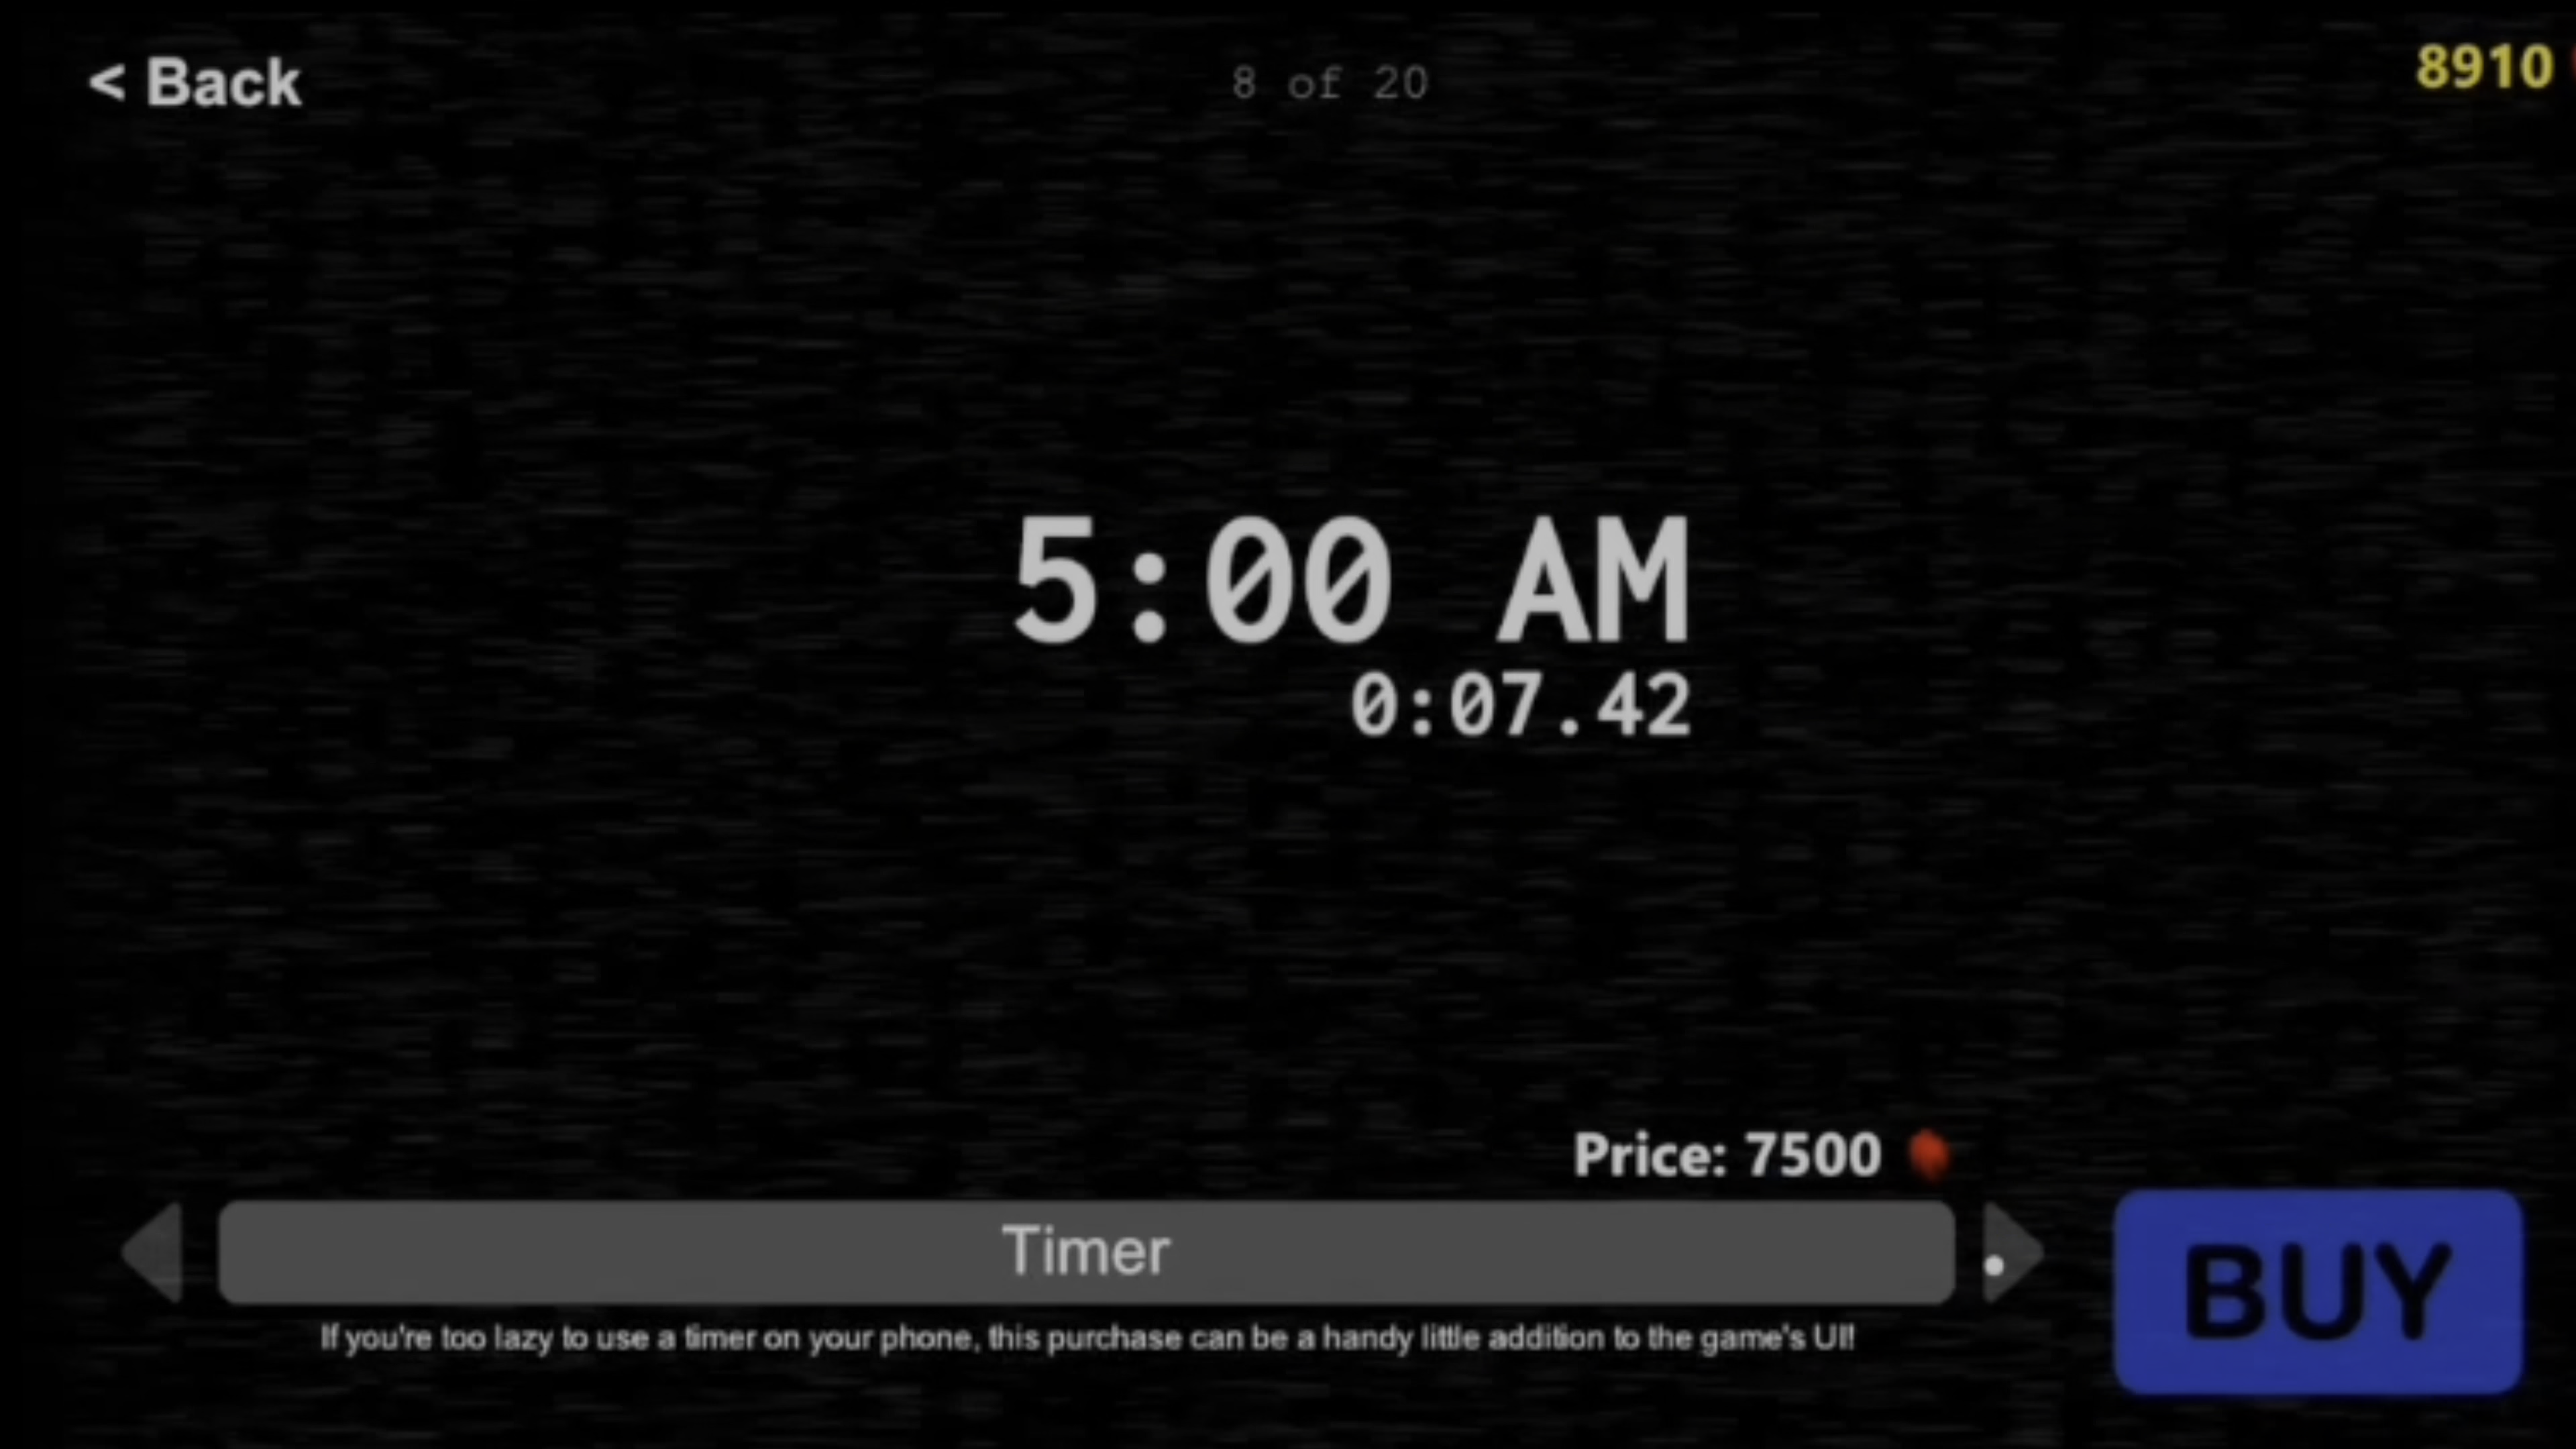 < Back
8 of 20
8910
5:00 AM
0:07.42
Price: 7500
Timer
BUY
If you're too lazy to use a timer on your phone, this purchase can be a handy little addition to the game's UI!